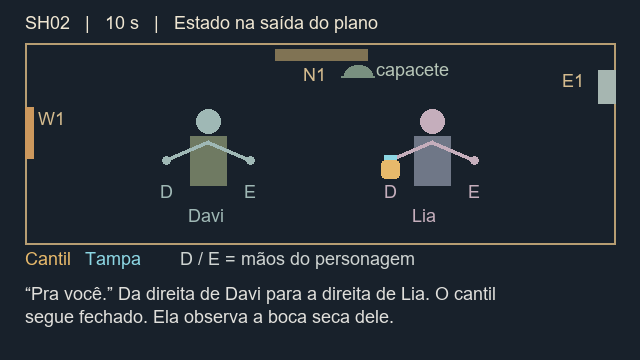 SH02 | 10 s | Estado na saída do plano
N1
capacete
E1
W1
D
E
D
E
Davi
Lia
Cantil Tampa D / E = mãos do personagem
“Pra você.” Da direita de Davi para a direita de Lia. O cantil
segue fechado. Ela observa a boca seca dele.